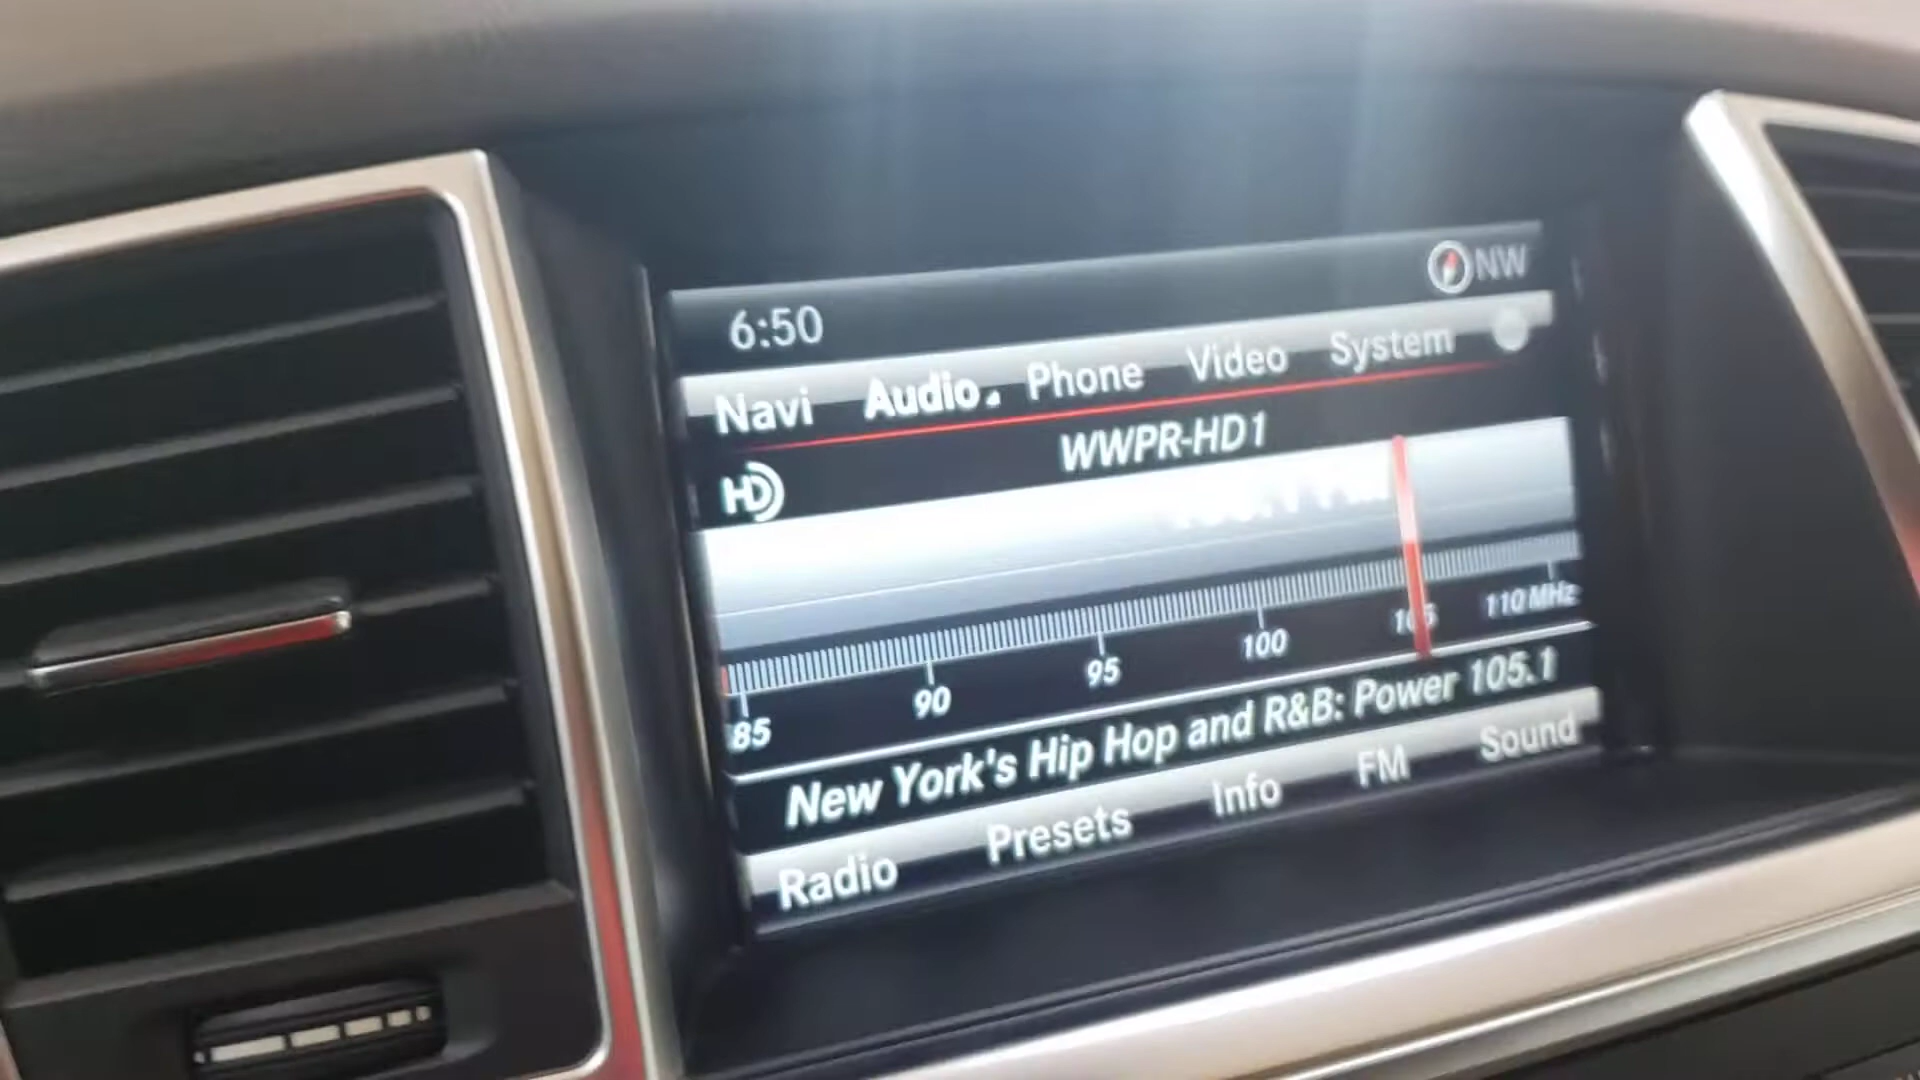 NW
6:50
Navi Audio Phone Video System
HD WWPR-HD1
85 90 95 100 105 110 MHz
New York's Hip Hop and R&B: Power 105.1
Radio Presets Info FM Sound